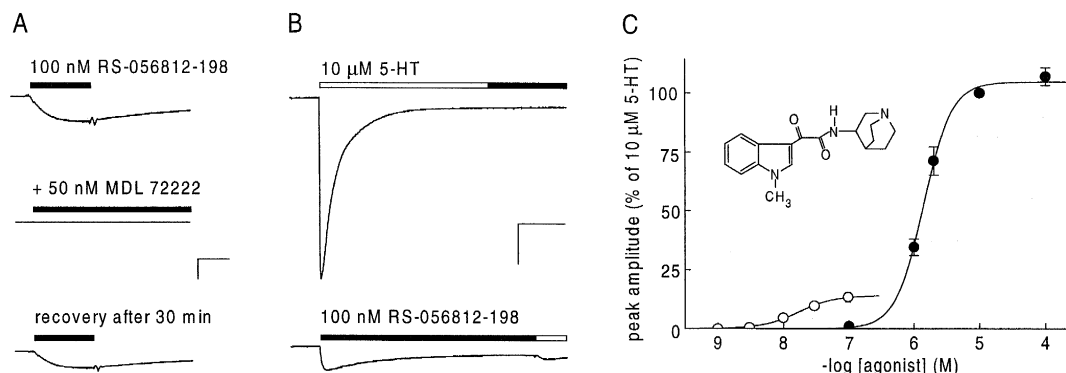 A
100 nM RS-056812-198
+ 50 nM MDL 72222
recovery after 30 min
B
10 µM 5-HT
100 nM RS-056812-198
C
peak amplitude (% of 10 µM 5-HT)
100
75
50
25
0
9 8 7 6 5 4
-log [agonist] (M)
O
H
N
N
O
N
CH3